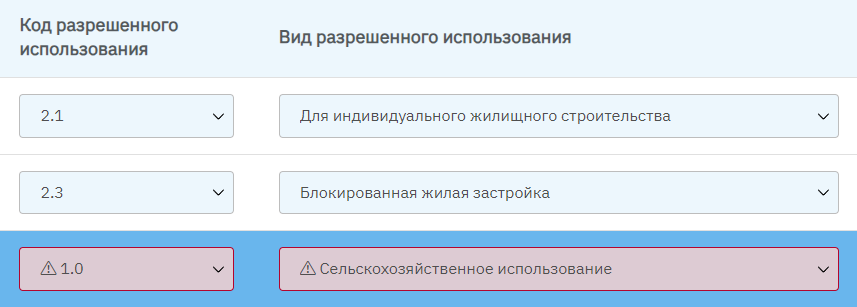 Код разрешенного
использования
Вид разрешенного использования
2.1
Для индивидуального жилищного строительства
2.3
Блокированная жилая застройка
1.0
Сельскохозяйственное использование